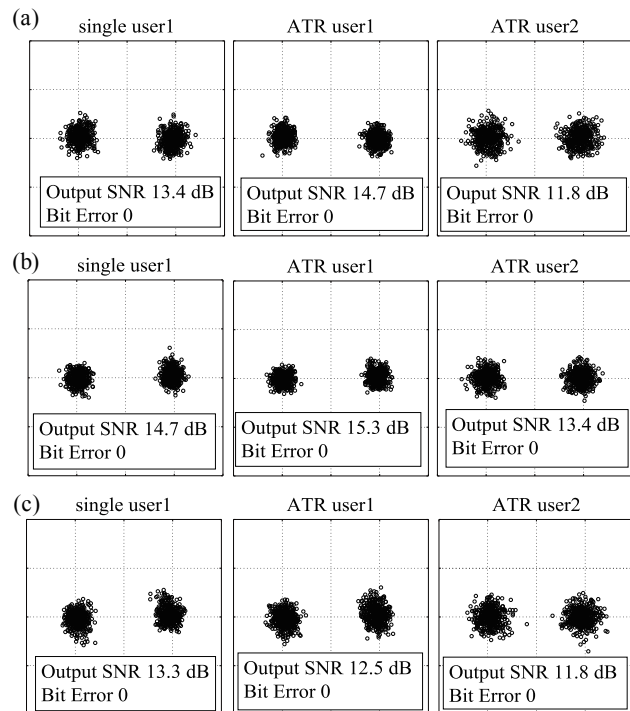 (a)
single user1
ATR user1
ATR user2
Output SNR 13.4 dB
Bit Error 0
Output SNR 14.7 dB
Bit Error 0
Ouput SNR 11.8 dB
Bit Error 0
(b)
single user1
ATR user1
ATR user2
Output SNR 14.7 dB
Bit Error 0
Output SNR 15.3 dB
Bit Error 0
Output SNR 13.4 dB
Bit Error 0
(c)
single user1
ATR user1
ATR user2
Output SNR 13.3 dB
Bit Error 0
Output SNR 12.5 dB
Bit Error 0
Output SNR 11.8 dB
Bit Error 0